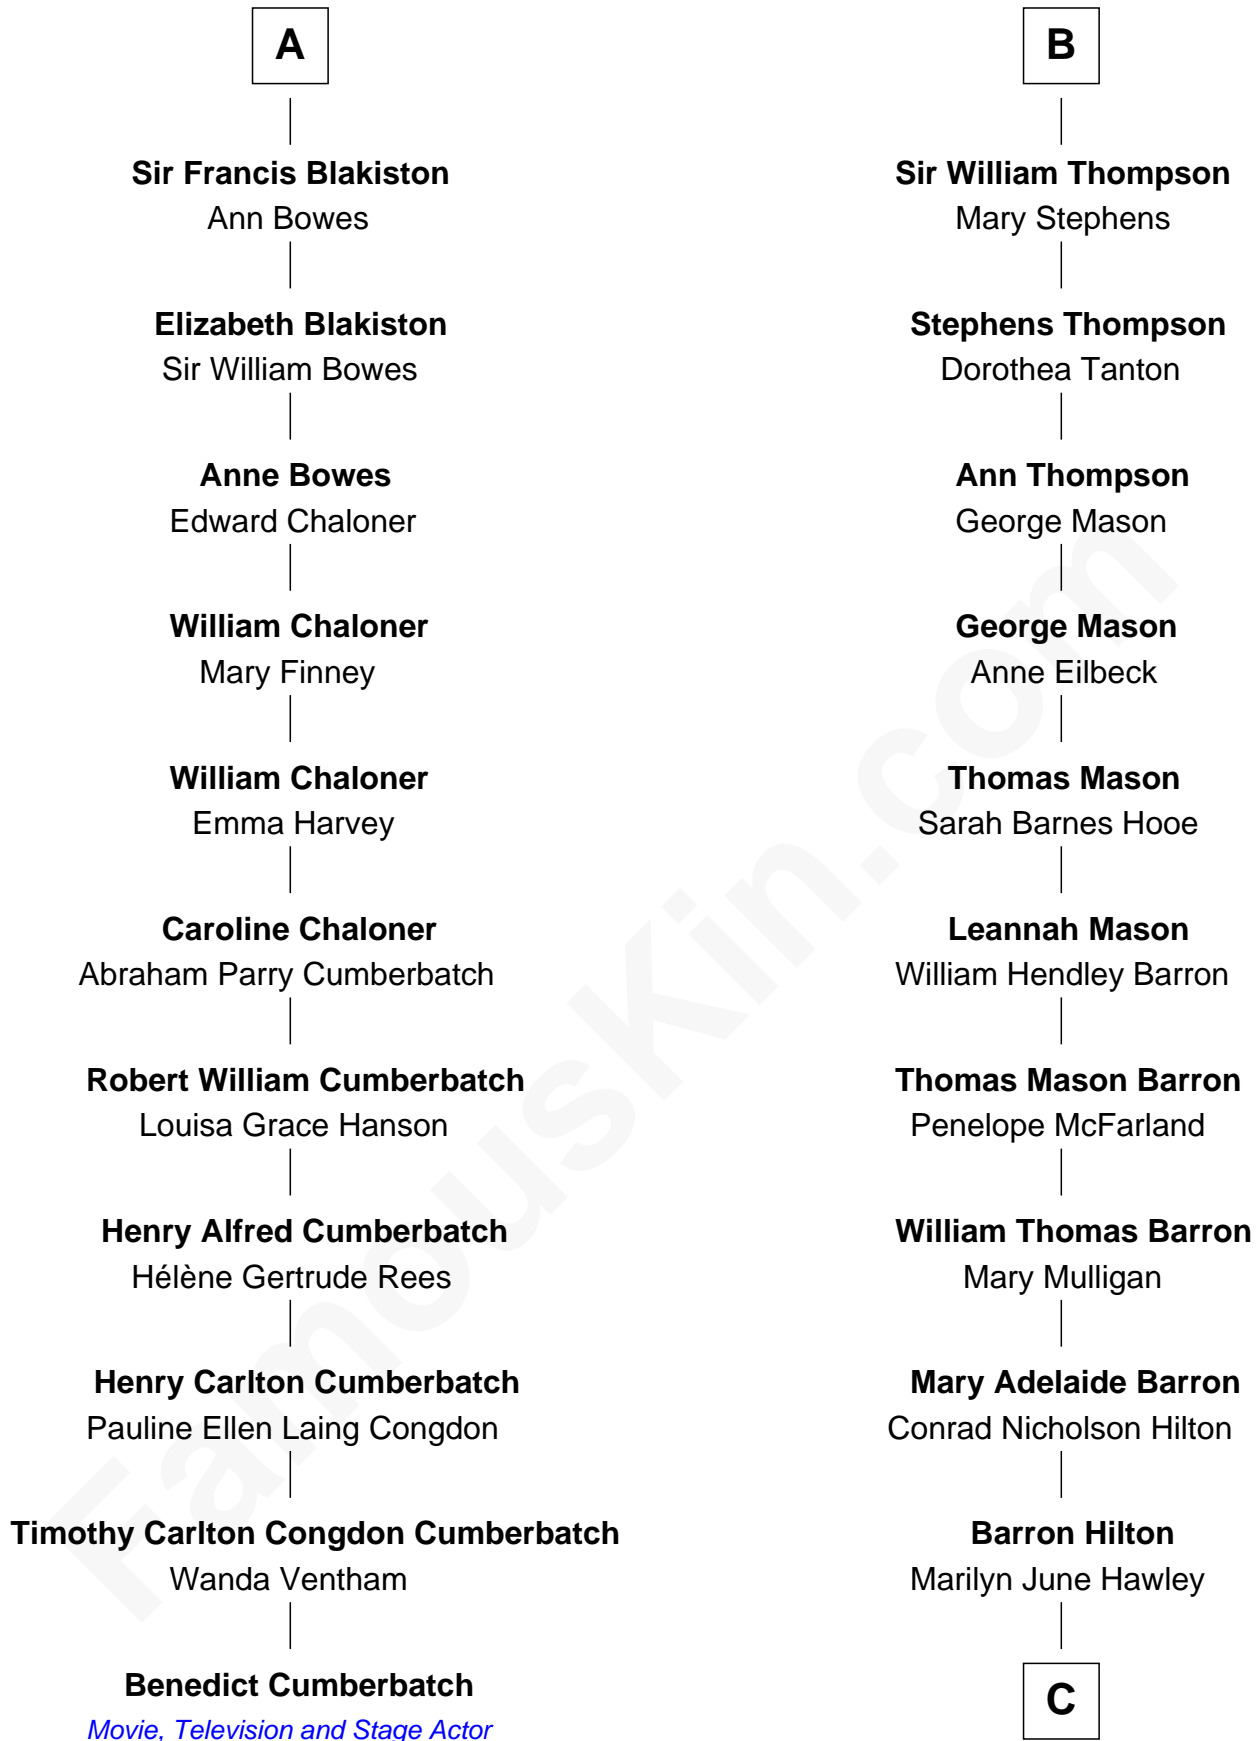 A
Sir Francis Blakiston
Ann Bowes
Elizabeth Blakiston
Sir William Bowes
Anne Bowes
Edward Chaloner
William Chaloner
Mary Finney
William Chaloner
Emma Harvey
Caroline Chaloner
Abraham Parry Cumberbatch
Robert William Cumberbatch
Louisa Grace Hanson
Henry Alfred Cumberbatch
Hélène Gertrude Rees
Henry Carlton Cumberbatch
Pauline Ellen Laing Congdon
Timothy Carlton Congdon Cumberbatch
Wanda Ventham
Benedict Cumberbatch
Movie, Television and Stage Actor
B
Sir William Thompson
Mary Stephens
Stephens Thompson
Dorothea Tanton
Ann Thompson
George Mason
George Mason
Anne Eilbeck
Thomas Mason
Sarah Barnes Hooe
Leannah Mason
William Hendley Barron
Thomas Mason Barron
Penelope McFarland
William Thomas Barron
Mary Mulligan
Mary Adelaide Barron
Conrad Nicholson Hilton
Barron Hilton
Marilyn June Hawley
C
FamousKin.com